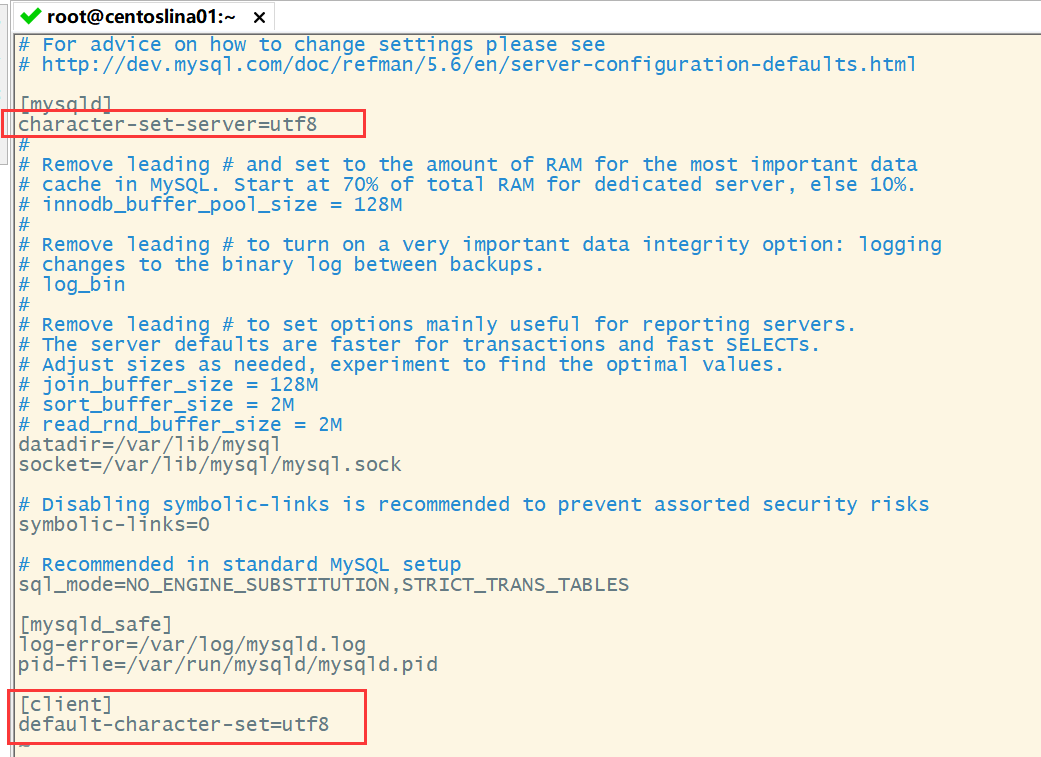 root@centoslina01:~ ×
# For advice on how to change settings please see
# http://dev.mysql.com/doc/refman/5.6/en/server-configuration-defaults.html
[mysqld]
character-set-server=utf8
#
# Remove leading # and set to the amount of RAM for the most important data
# cache in MySQL. Start at 70% of total RAM for dedicated server, else 10%.
# innodb_buffer_pool_size = 128M
#
# Remove leading # to turn on a very important data integrity option: logging
# changes to the binary log between backups.
# log_bin
#
# Remove leading # to set options mainly useful for reporting servers.
# The server defaults are faster for transactions and fast SELECTs.
# Adjust sizes as needed, experiment to find the optimal values.
# join_buffer_size = 128M
# sort_buffer_size = 2M
# read_rnd_buffer_size = 2M
datadir=/var/lib/mysql
socket=/var/lib/mysql/mysql.sock
# Disabling symbolic-links is recommended to prevent assorted security risks
symbolic-links=0
# Recommended in standard MySQL setup
sql_mode=NO_ENGINE_SUBSTITUTION,STRICT_TRANS_TABLES
[mysqld_safe]
log-error=/var/log/mysqld.log
pid-file=/var/run/mysqld/mysqld.pid
[client]
default-character-set=utf8
~